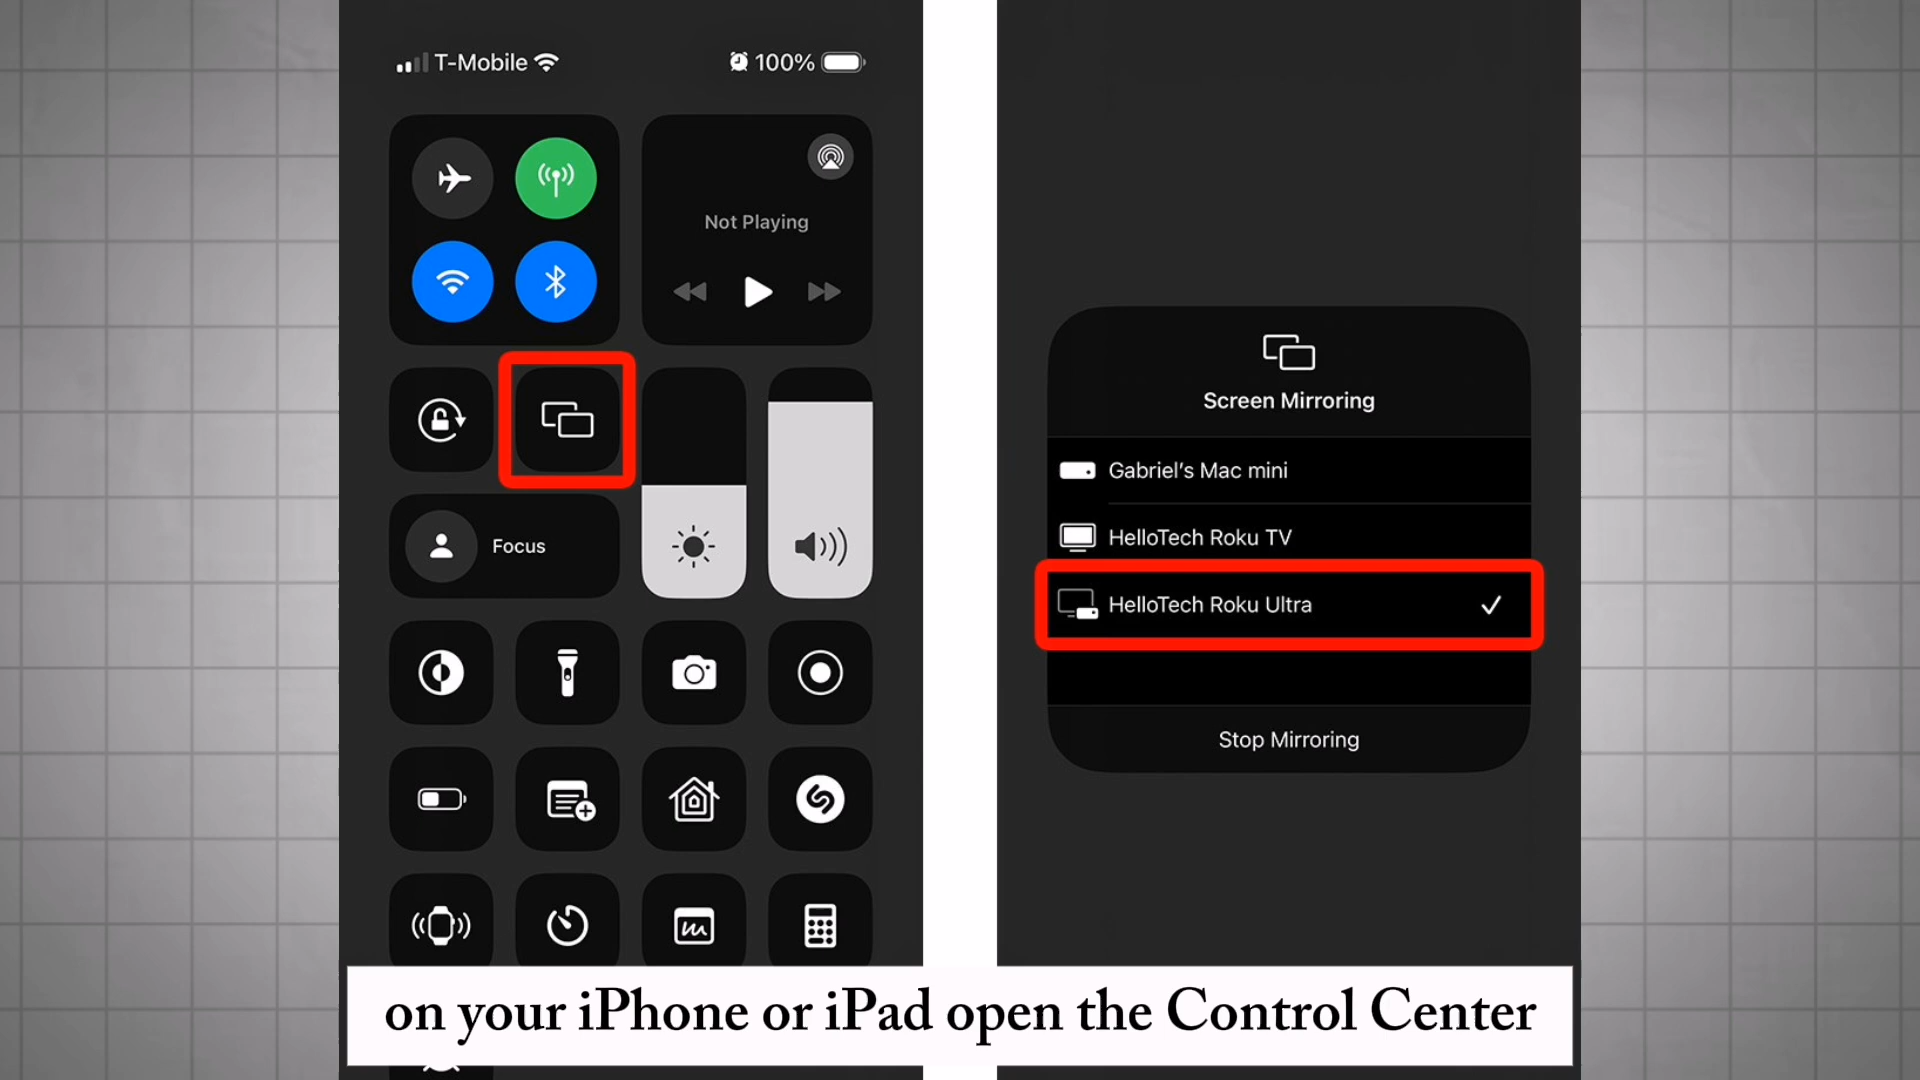 T-Mobile
100%
Not Playing
Focus
Screen Mirroring
Gabriel's Mac mini
HelloTech Roku TV
HelloTech Roku Ultra
Stop Mirroring
on your iPhone or iPad open the Control Center